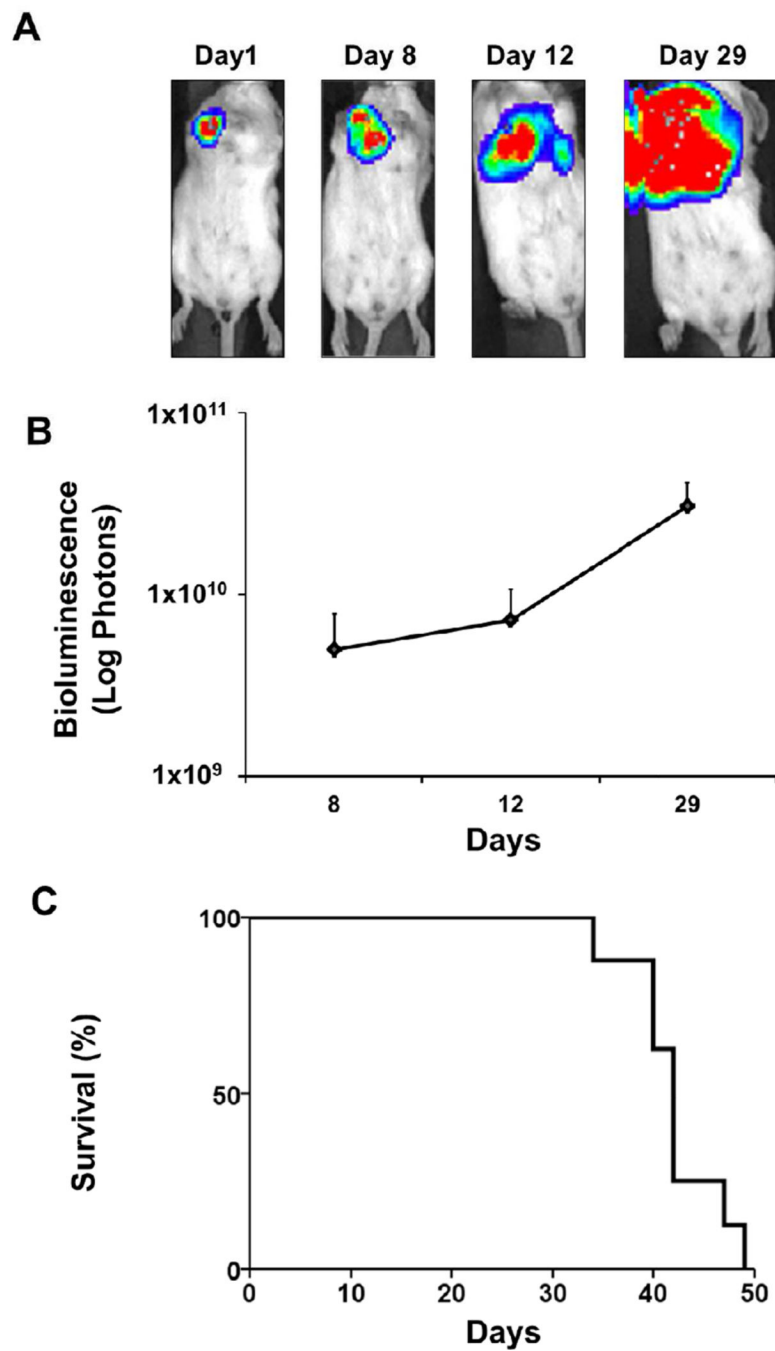 A
Day1 Day 8 Day 12 Day 29
B
1x10¹¹
1x10¹⁰
1x10⁹
Bioluminescence
(Log Photons)
8 12 29
Days
C
100
50
0
Survival (%)
0 10 20 30 40 50
Days